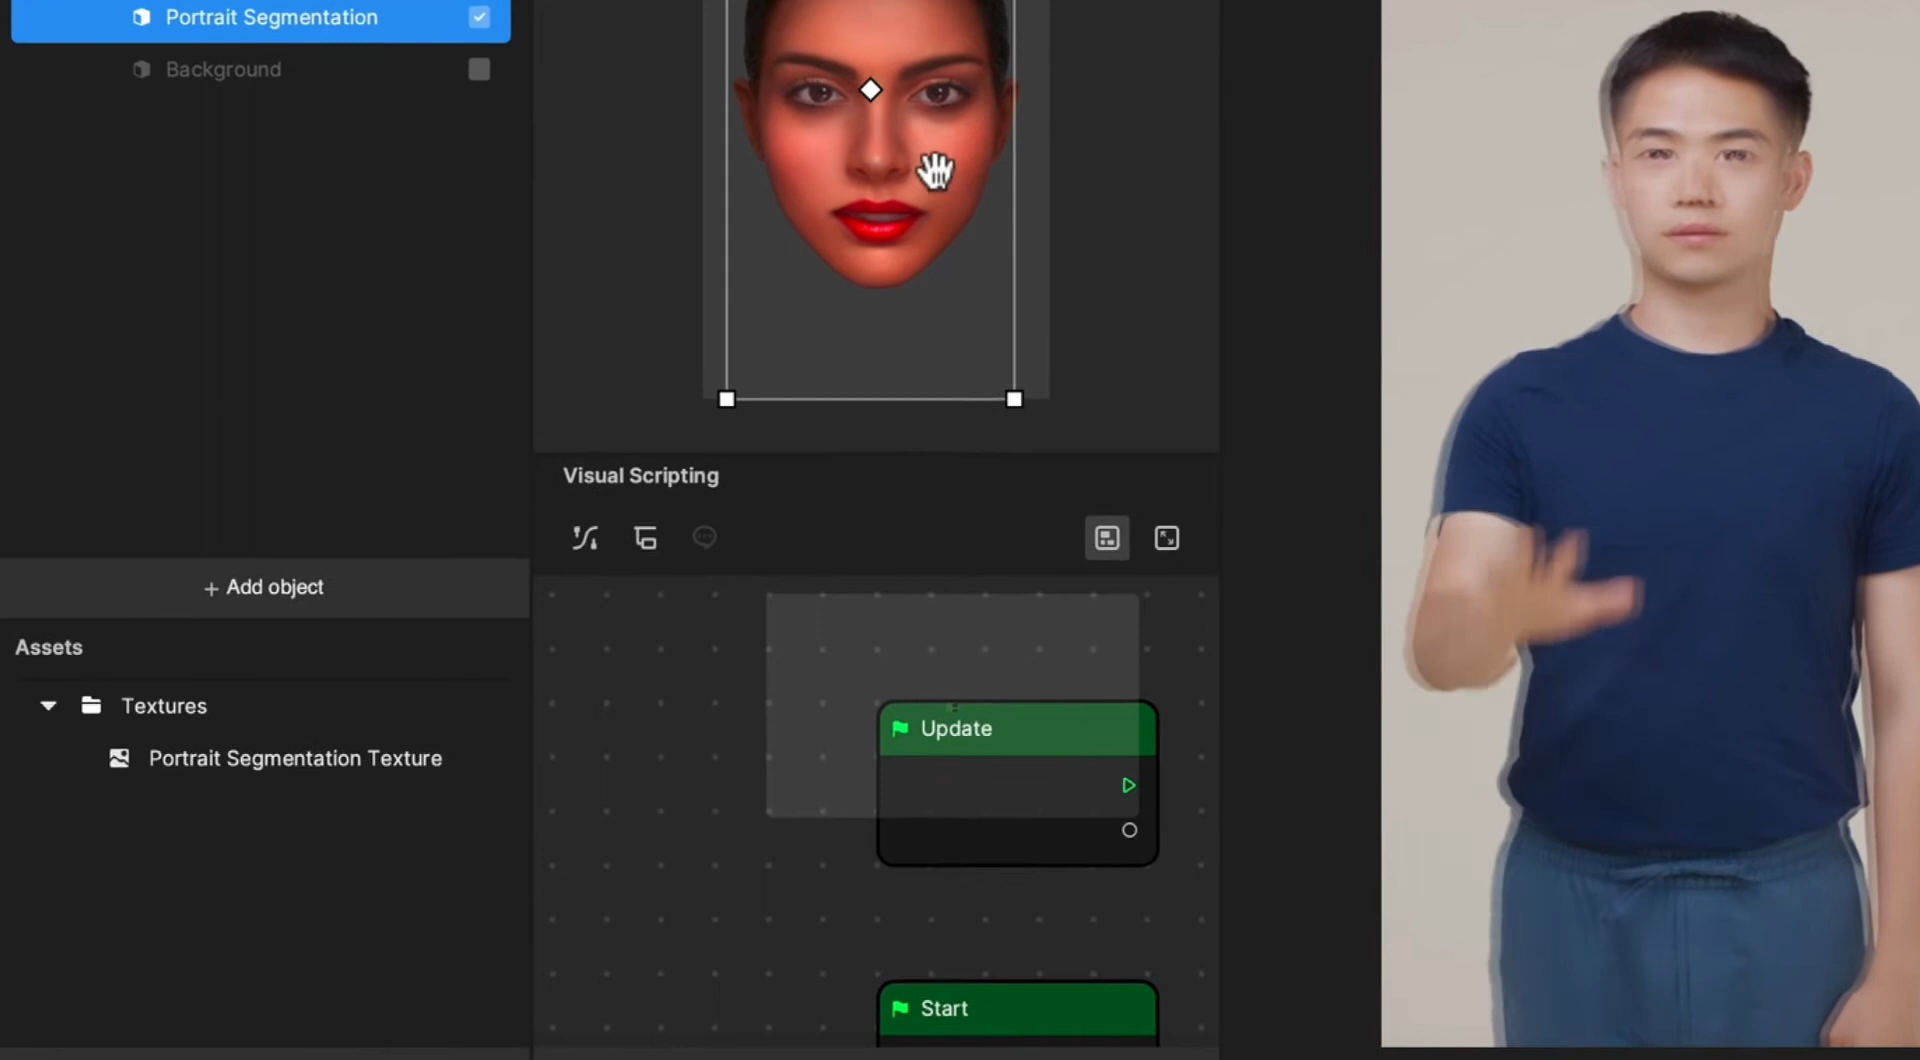 Portrait Segmentation
Background
+ Add object
Assets
Textures
Portrait Segmentation Texture
Visual Scripting
Update
Start